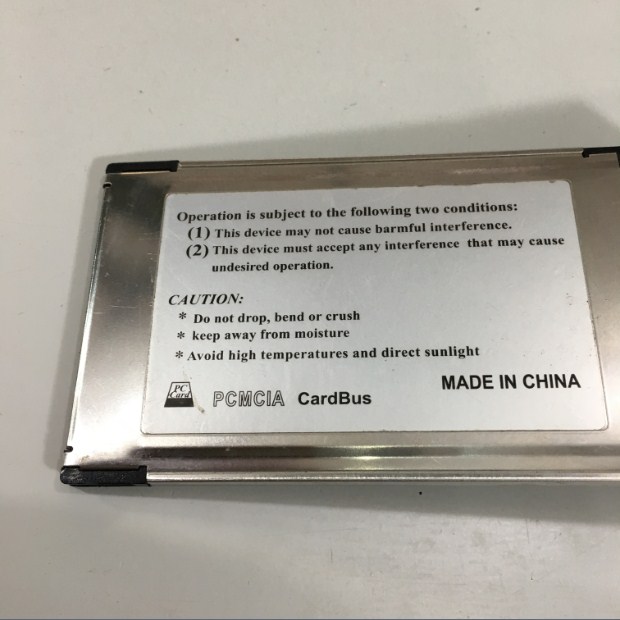 Operation is subject to the following two conditions:
(1) This device may not cause barmful interference.
(2) This device must accept any interference that may cause
undesired operation.
CAUTION:
* Do not drop, bend or crush
* keep away from moisture
* Avoid high temperatures and direct sunlight
PC
Card
PCMCIA CardBus
MADE IN CHINA